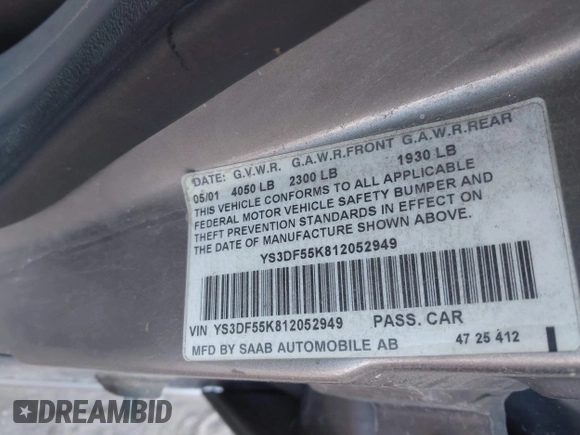 DATE: G.V.W.R. G.A.W.R.FRONT G.A.W.R.REAR
05/01 4050 LB 2300 LB 1930 LB
THIS VEHICLE CONFORMS TO ALL APPLICABLE
FEDERAL MOTOR VEHICLE SAFETY BUMPER AND
THEFT PREVENTION STANDARDS IN EFFECT ON
THE DATE OF MANUFACTURE SHOWN ABOVE.
YS3DF55K812052949
VIN YS3DF55K812052949 PASS. CAR
MFD BY SAAB AUTOMOBILE AB 47 25 412
DREAMBID